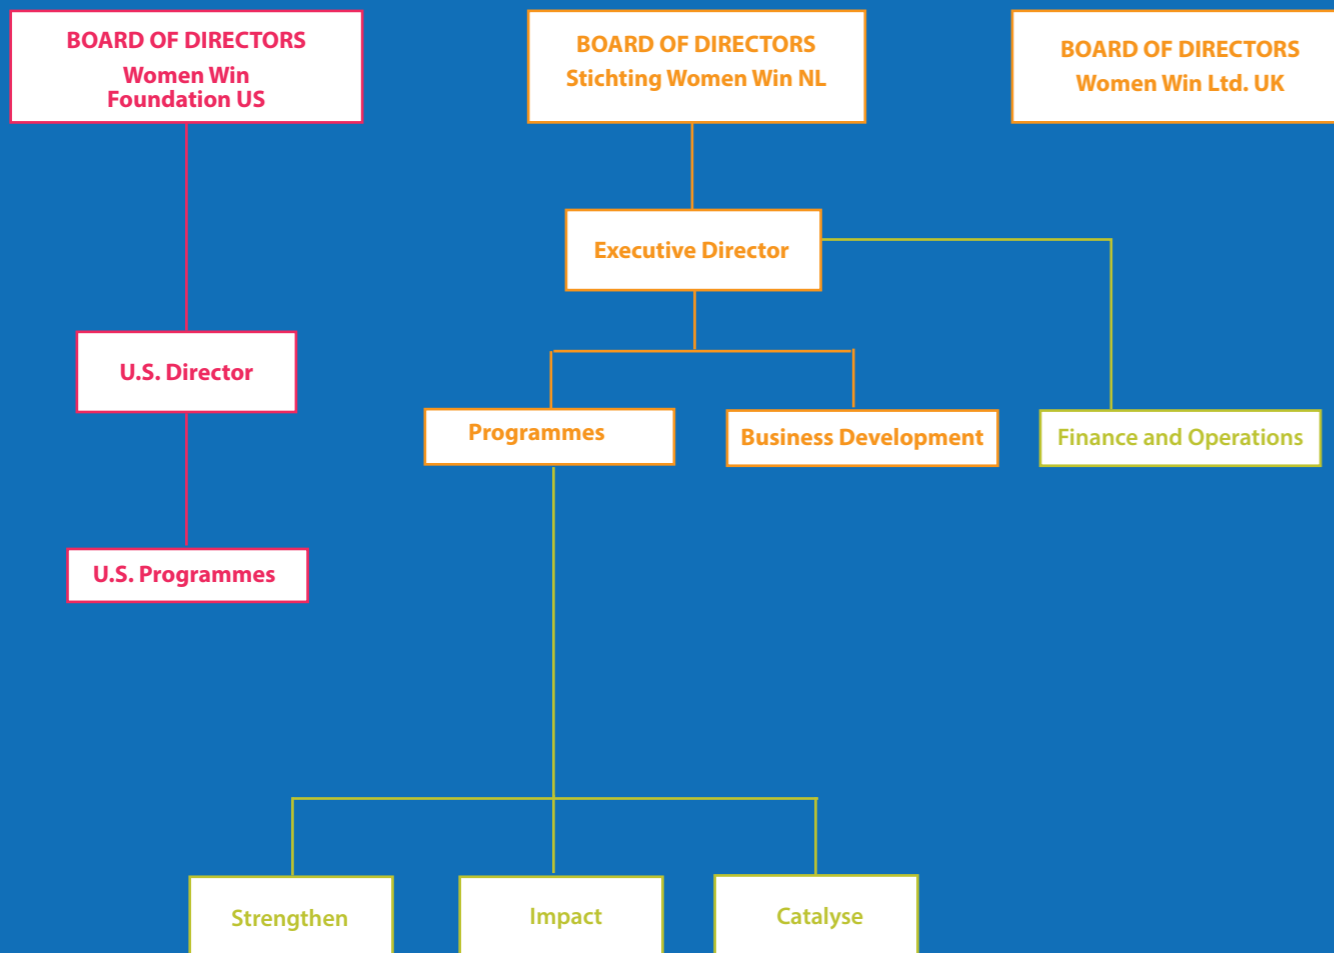 BOARD OF DIRECTORS
Women Win
Foundation US
BOARD OF DIRECTORS
Stichting Women Win NL
BOARD OF DIRECTORS
Women Win Ltd. UK
Executive Director
U.S. Director
Programmes
Business Development
Finance and Operations
U.S. Programmes
Strengthen
Impact
Catalyse